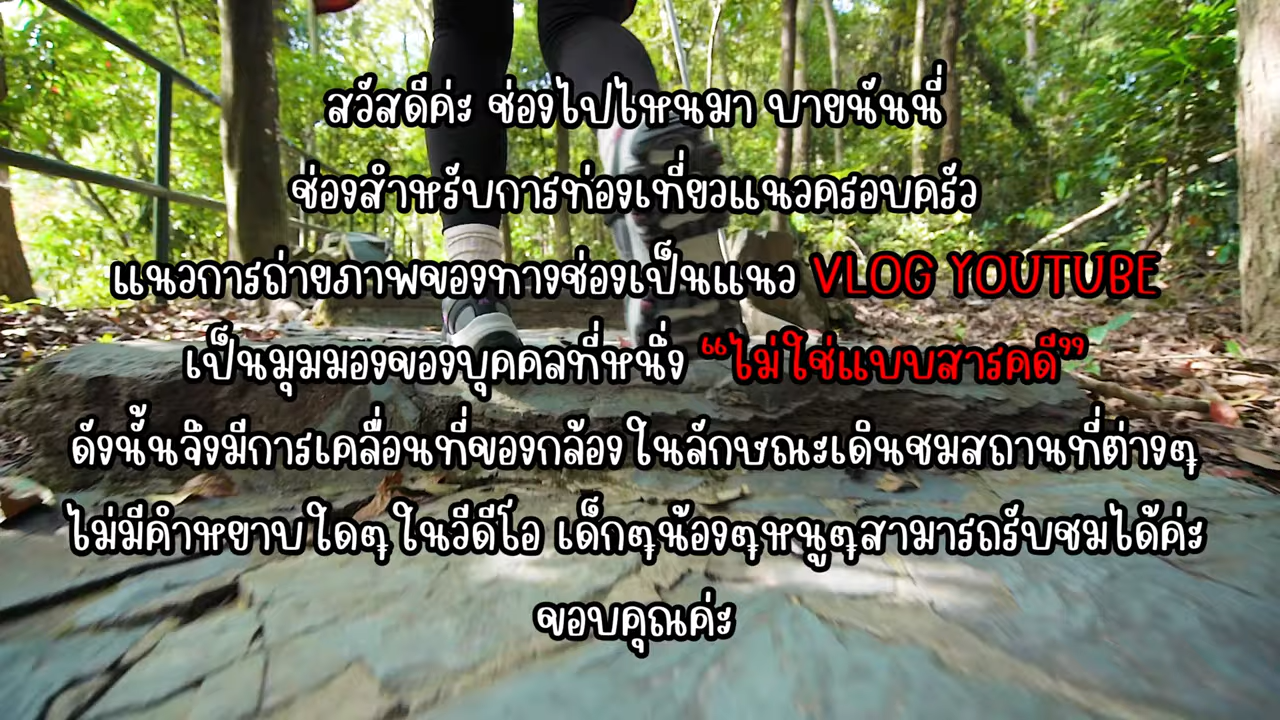 สวัสดีค่ะ ช่องไปไหนมา บายนันนี่
ช่องสำหรับการท่องเที่ยวแนวครอบครัว
แนวการถ่ายภาพของทางช่องเป็นแนว VLOG YOUTUBE
เป็นมุมมองของบุคคลที่หนึ่ง “ไม่ใช่แบบสารคดี”
ดังนั้นจึงมีการเคลื่อนที่ของกล้อง ในลักษณะเดินชมสถานที่ต่างๆ
ไม่มีคำหยาบ ใดๆ ในวีดีโอ เด็กๆน้องๆหนูๆสามารถรับชมได้ค่ะ
ขอบคุณค่ะ